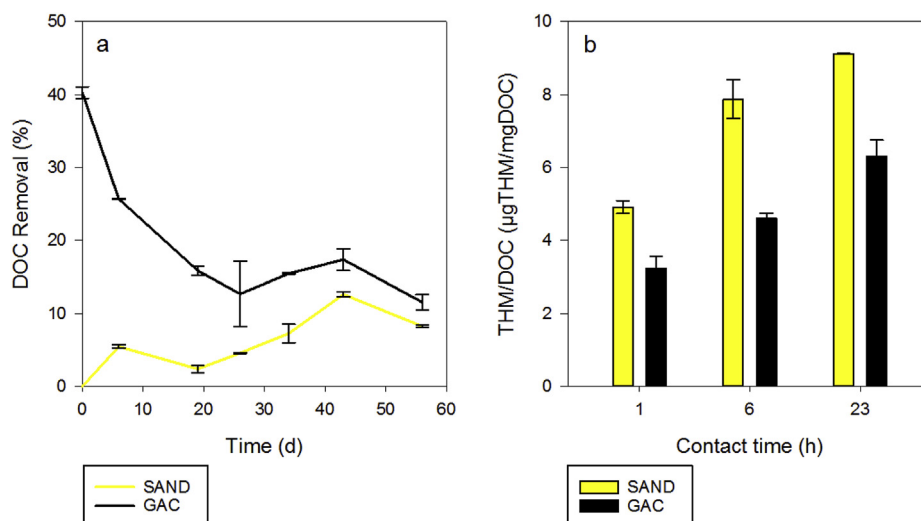 a
50
40
30
20
10
0
DOC Removal (%)
0 10 20 30 40 50 60
Time (d)
SAND
GAC
b
10
8
6
4
2
0
THM/DOC (µgTHM/mgDOC)
1 6 23
Contact time (h)
SAND
GAC